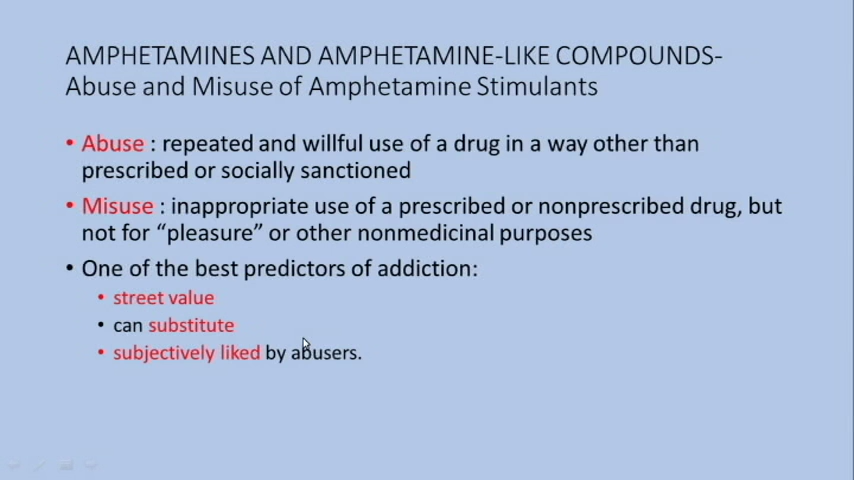 AMPHETAMINES AND AMPHETAMINE-LIKE COMPOUNDS-
Abuse and Misuse of Amphetamine Stimulants
• Abuse : repeated and willful use of a drug in a way other than
prescribed or socially sanctioned
• Misuse : inappropriate use of a prescribed or nonprescribed drug, but
not for “pleasure” or other nonmedicinal purposes
• One of the best predictors of addiction:
• street value
• can substitute
• subjectively liked by abusers.